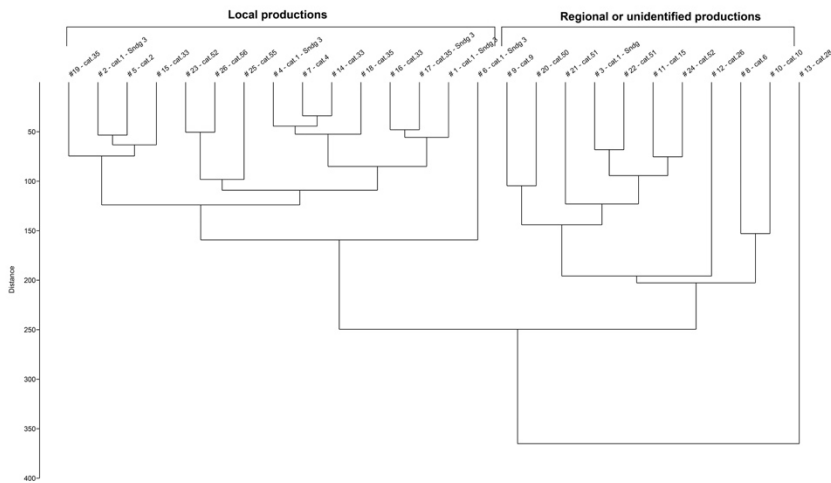 Local productions
Regional or unidentified productions
#19 - cat.35
# 2 - cat.1 - Sndg 3
# 5 - cat.2
# 15 - cat.33
# 23 - cat.52
# 26 - cat.56
# 25 - cat.55
# 4 - cat.1 - Sndg 3
# 7 - cat.4
# 14 - cat.33
# 18 - cat.35
# 16 - cat.33
# 17 - cat.35 - Sndg 3
# 1 - cat.1 - Sndg 3
# 6 - cat.1 - Sndg 3
# 9 - cat.9
# 20 - cat.50
# 21 - cat.51
# 3 - cat.1 - Sndg
# 22 - cat.51
# 11 - cat.15
# 24 - cat.52
# 12 - cat.26
# 8 - cat.6
# 10 - cat.10
# 13 - cat.28
50
100
150
200
Distance
250
300
350
400